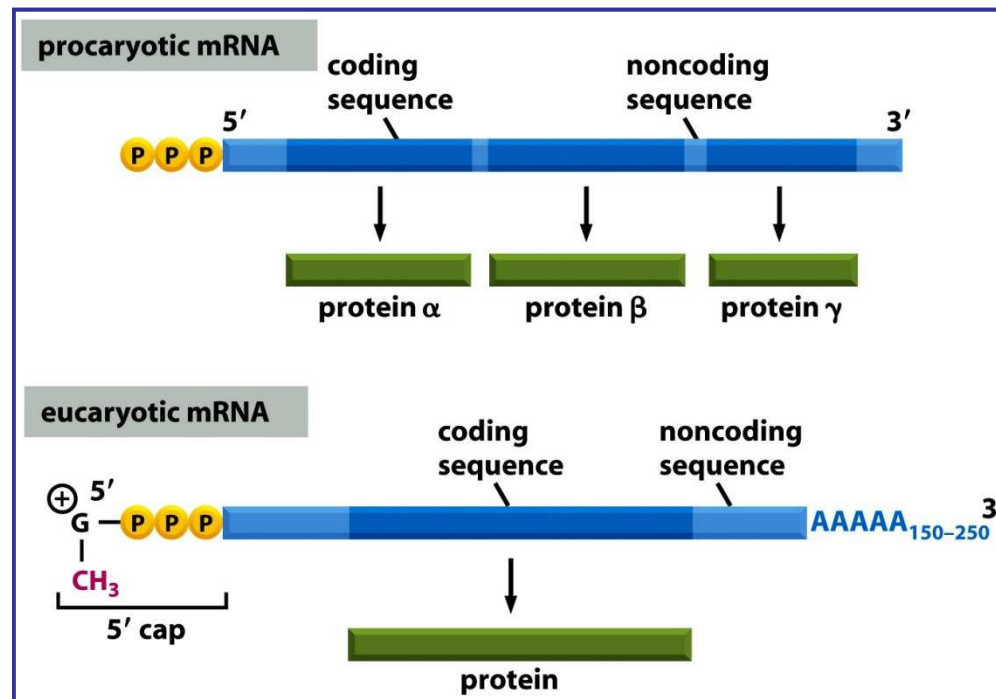 procaryotic mRNA
coding
sequence
noncoding
sequence
5′
3′
P P P
protein α
protein β
protein γ
eucaryotic mRNA
coding
sequence
noncoding
sequence
+
5′
G P P P
AAAAA150–250
3
CH3
5′ cap
protein